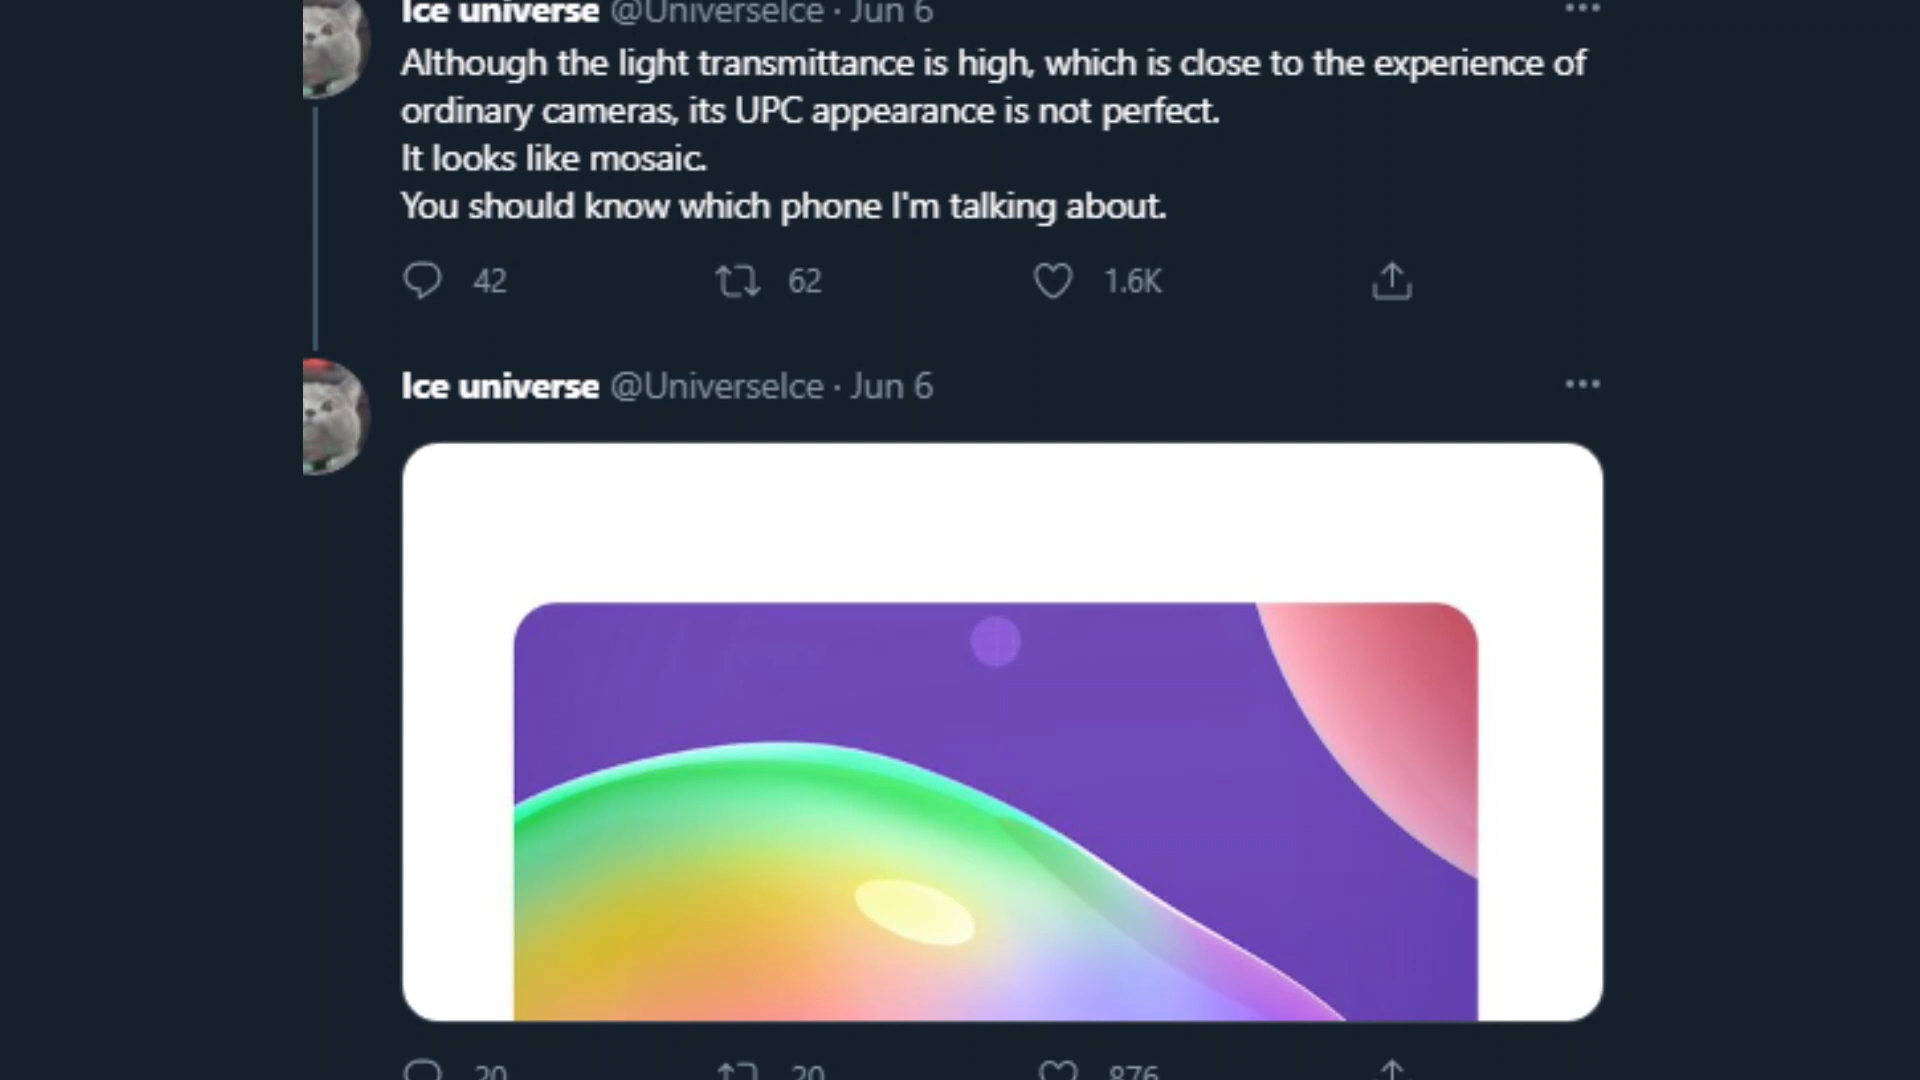 Ice universe @UniverseIce · Jun 6
Although the light transmittance is high, which is close to the experience of
ordinary cameras, its UPC appearance is not perfect.
It looks like mosaic.
You should know which phone I'm talking about.
42 62 1.6K
Ice universe @UniverseIce · Jun 6
20 20 876